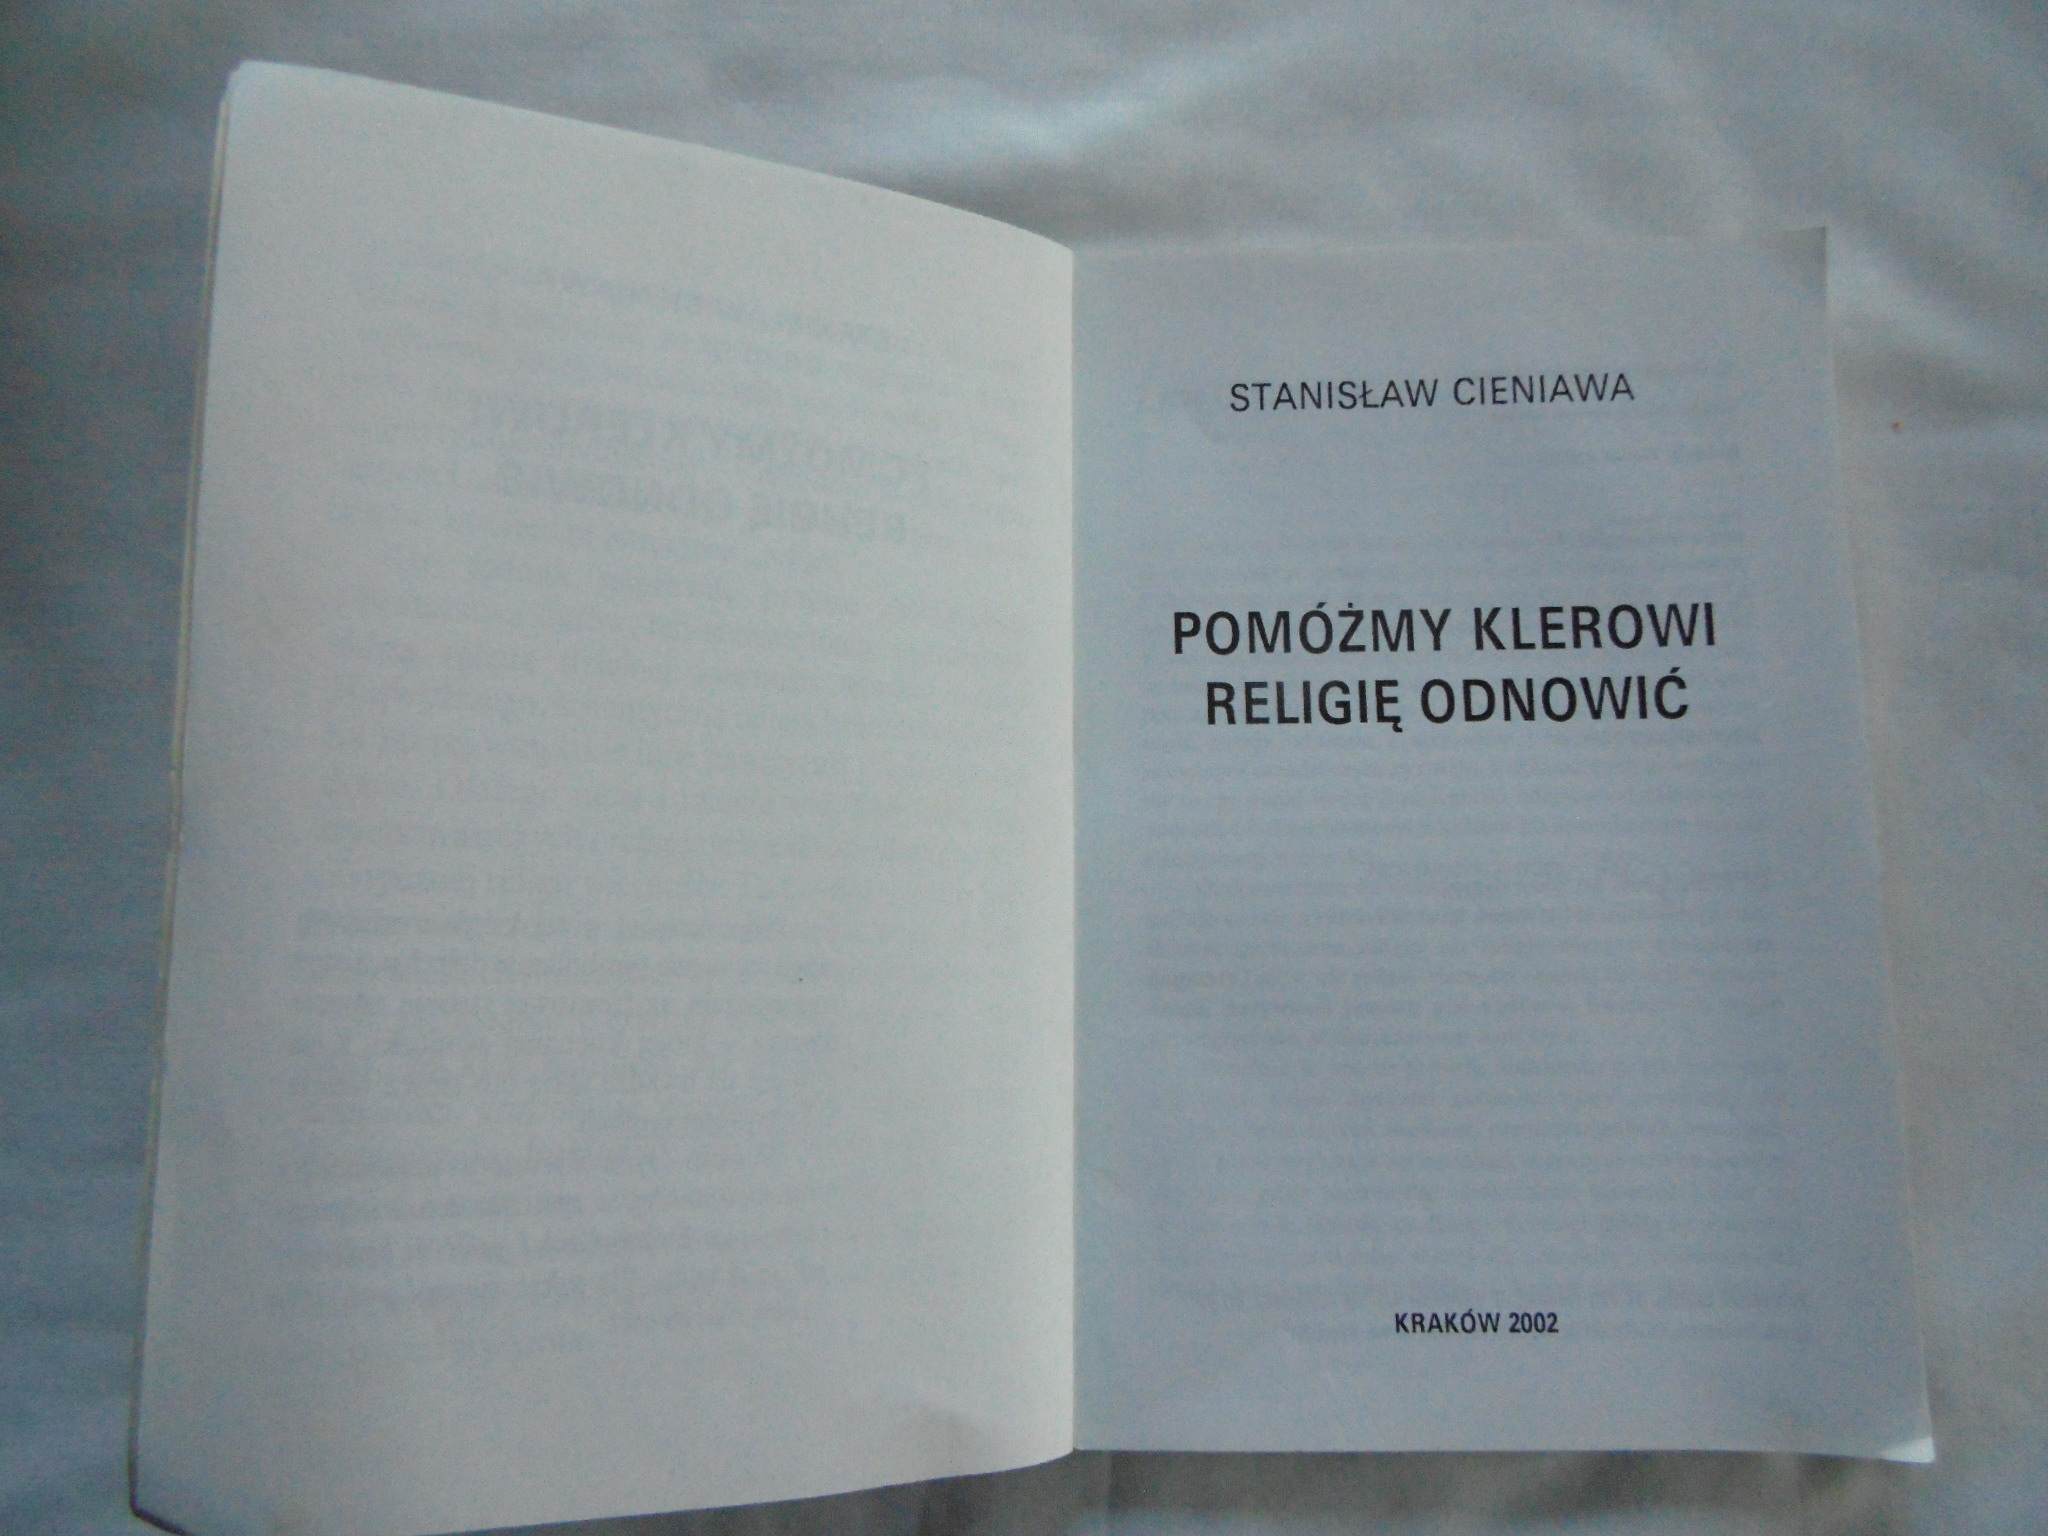 STANISŁAW CIENIAWA
POMÓŻMY KLEROWI
RELIGIĘ ODNOWIĆ
KRAKÓW 2002